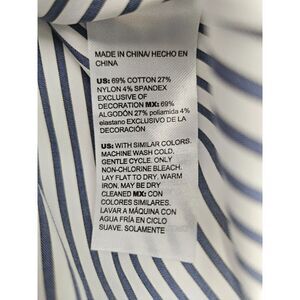 MADE IN CHINA/ HECHO EN
CHINA
US: 69% COTTON 27%
NYLON 4% SPANDEX
EXCLUSIVE OF
DECORATION MX: 69%
ALGODÓN 27% poliamida 4%
elastano EXCLUSIVO DE LA
DECORACIÓN
US: WITH SIMILAR COLORS.
MACHINE WASH COLD.
GENTLE CYCLE. ONLY
NON-CHLORINE BLEACH.
LAY FLAT TO DRY. WARM
IRON. MAY BE DRY
CLEANED MX: CON
COLORES SIMILARES.
LAVAR A MÁQUINA CON
AGUA FRÍA EN CICLO
SUAVE. SOLAMENTE